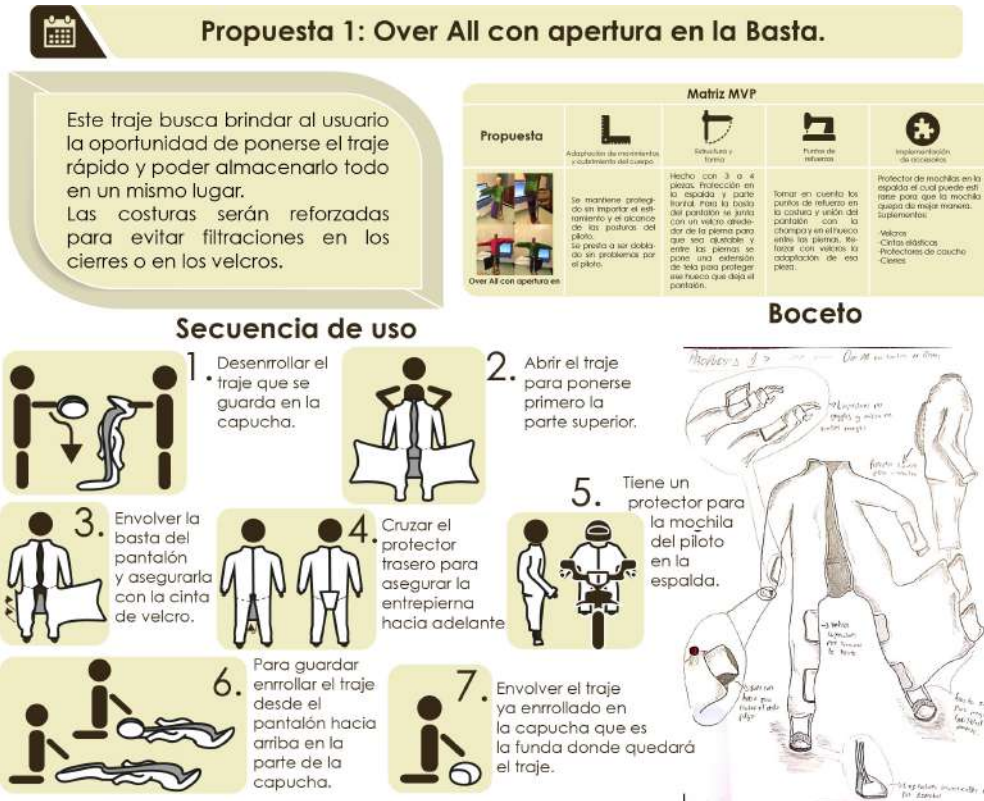 Propuesta 1: Over All con apertura en la Basta.
Este traje busca brindar al usuario
la oportunidad de ponerse el traje
rápido y poder almacenarlo todo
en un mismo lugar.
Las costuras serán reforzadas
para evitar filtraciones en los
cierres o en los velcros.
Matriz MVP
Propuesta
Adaptación de movimientos
y cubrimiento del cuerpo
Estructura y
forma
Puntos de
refuerzos
Implementación
de accesorios
Over All con apertura en
Se mantiene protegi-
do sin importar el esti-
ramiento y el alcance
de las posturas del
piloto.
Se presta a ser dobla-
do sin problemas por
el piloto.
Hecho con 3 a 4
piezas. Protección en
la espalda y parte
frontal. Para la basta
del pantalón se junta
con un velcro alrede-
dor de la pierna para
que sea ajustable y
entre las piernas se
pone una extensión
de tela para proteger
ese hueco que deja el
pantalón.
Tomar en cuenta los
puntos de refuerzo en
la costura y unión del
pantalón con la
champa y en el hueco
entre las piernas. Re-
forzar con velcros la
adaptación de esa
pieza.
Protector de mochilas en la
espalda el cual puede esti
rarse para que la mochila
quepa de mejor manera.
Suplementos:
-Velcros
-Cintas elásticas
-Protectores de caucho
-Cierres
Secuencia de uso
1.
Desenrrollar el
traje que se
guarda en la
capucha.
2.
Abrir el traje
para ponerse
primero la
parte superior.
3.
Envolver la
basta del
pantalón
y asegurarla
con la cinta
de velcro.
4.
Cruzar el
protector
trasero para
asegurar la
entrepierna
hacia adelante
5.
Tiene un
protector para
la mochila
del piloto
en la
espalda.
6.
Para guardar
enrrollar el traje
desde el
pantalón hacia
arriba en la
parte de la
capucha.
7.
Envolver el traje
ya enrrollado en
la capucha que es
la funda donde quedará
el traje.
Boceto